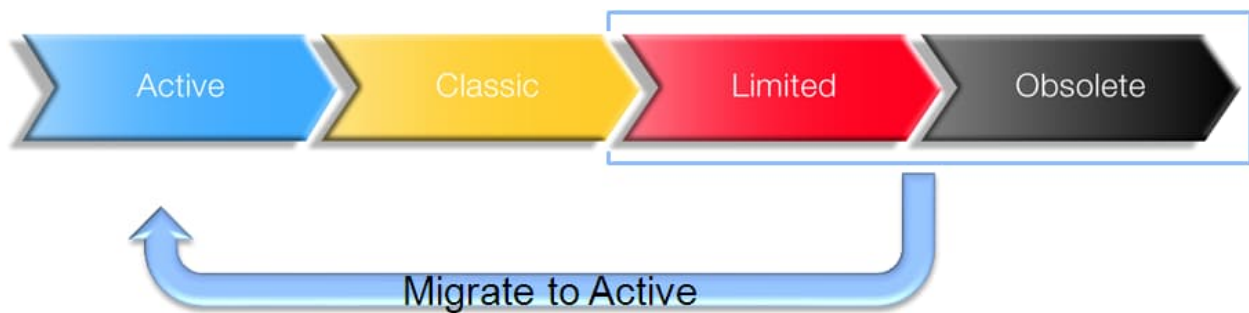 Active
Classic
Limited
Obsolete
Migrate to Active